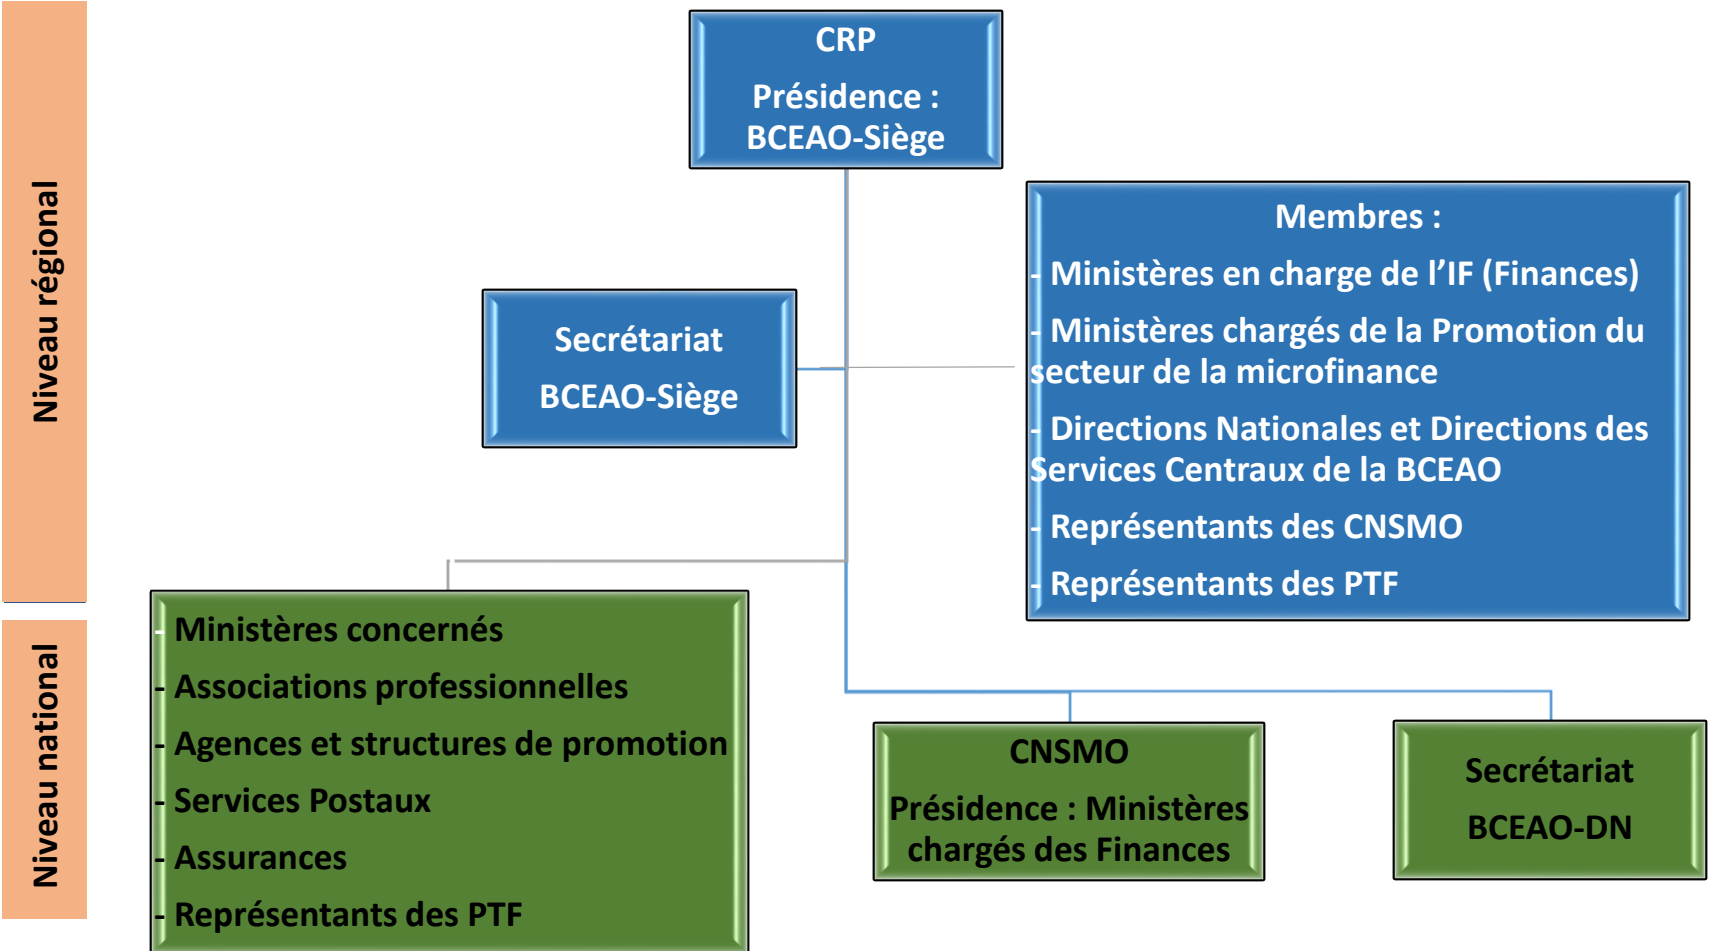 Niveau régional
CRP
Présidence :
BCEAO-Siège
Secrétariat
BCEAO-Siège
Membres :
- Ministères en charge de l’IF (Finances)
- Ministères chargés de la Promotion du
secteur de la microfinance
- Directions Nationales et Directions des
Services Centraux de la BCEAO
- Représentants des CNSMO
- Représentants des PTF
Niveau national
- Ministères concernés
- Associations professionnelles
- Agences et structures de promotion
- Services Postaux
- Assurances
- Représentants des PTF
CNSMO
Présidence : Ministères
chargés des Finances
Secrétariat
BCEAO-DN